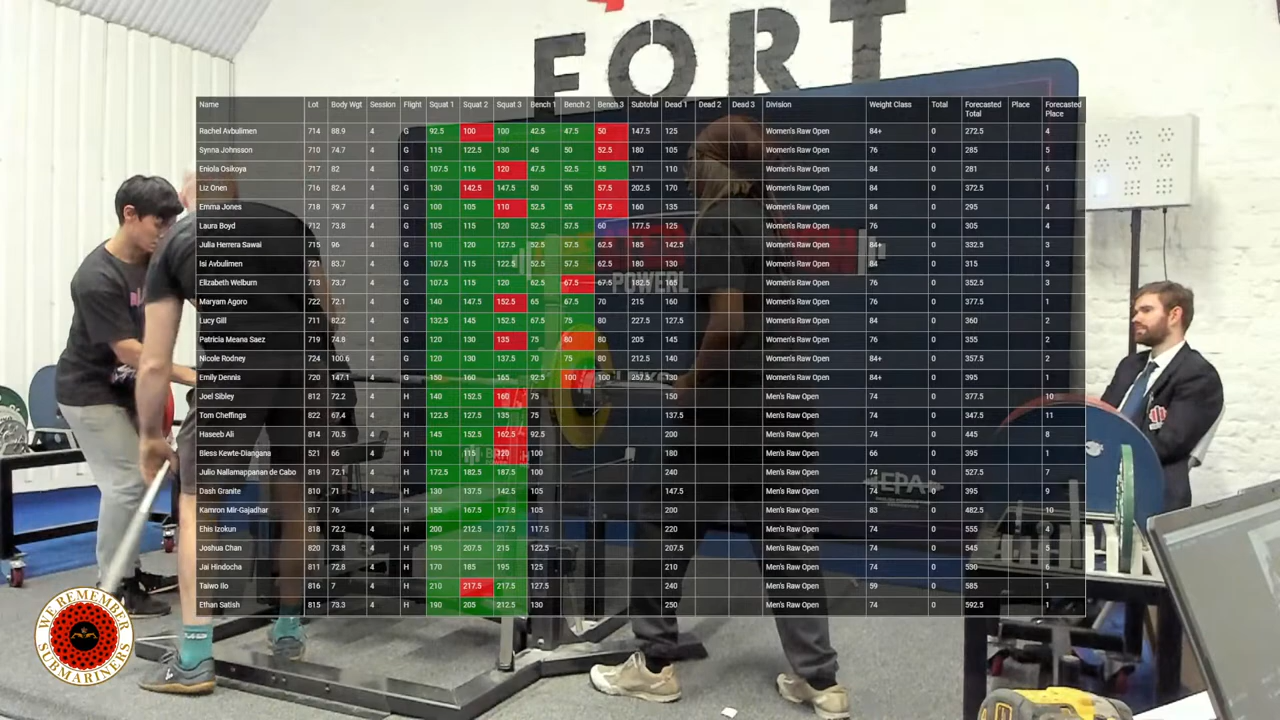 FORT
Name Lot Body Wgt Session Flight Squat 1 Squat 2 Squat 3 Bench 1 Bench 2 Bench 3 Subtotal Dead 1 Dead 2 Dead 3 Division Weight Class Total Forecasted Total Place Forecasted Place
Rachel Avbulimen 714 88.9 4 G 92.5 100 100 42.5 47.5 50 147.5 125 Women's Raw Open 84+ 0 272.5 4
Synna Johnsson 710 74.7 4 G 115 122.5 130 45 50 52.5 180 105 Women's Raw Open 76 0 285 5
Eniola Osikoya 717 82 4 G 107.5 116 120 47.5 52.5 55 171 110 Women's Raw Open 84 0 281 6
Liz Onen 716 82.4 4 G 130 142.5 147.5 50 55 57.5 202.5 170 Women's Raw Open 84 0 372.5 1
Emma Jones 718 79.7 4 G 100 105 110 52.5 55 57.5 160 135 Women's Raw Open 84 0 295 4
Laura Boyd 712 73.8 4 G 105 115 120 52.5 57.5 60 177.5 125 Women's Raw Open 76 0 305 4
Julia Herrera Sawai 715 96 4 G 110 120 127.5 52.5 57.5 62.5 185 142.5 Women's Raw Open 84+ 0 332.5 3
Isi Avbulimen 721 83.7 4 G 107.5 115 122.5 52.5 57.5 62.5 180 130 Women's Raw Open 84 0 315 3
Elizabeth Welburn 713 73.7 4 G 107.5 115 120 62.5 67.5 67.5 182.5 165 Women's Raw Open 76 0 352.5 3
Maryam Agoro 722 72.1 4 G 140 147.5 152.5 65 67.5 70 215 160 Women's Raw Open 76 0 377.5 1
Lucy Gill 711 82.2 4 G 132.5 145 152.5 67.5 75 80 227.5 127.5 Women's Raw Open 84 0 360 2
Patricia Meana Saez 719 74.8 4 G 120 130 135 75 80 80 205 145 Women's Raw Open 76 0 355 2
Nicole Rodney 724 100.6 4 G 120 130 137.5 70 75 80 212.5 140 Women's Raw Open 84+ 0 357.5 2
Emily Dennis 720 147.1 4 G 150 160 165 92.5 100 100 257.5 130 Women's Raw Open 84+ 0 395 1
Joel Sibley 812 72.2 4 H 140 152.5 160 75 150 Men's Raw Open 74 0 377.5 10
Tom Cheffings 822 67.4 4 H 122.5 127.5 135 75 137.5 Men's Raw Open 74 0 347.5 11
Haseeb Ali 814 70.5 4 H 145 152.5 162.5 92.5 200 Men's Raw Open 74 0 445 8
Bless Kewte-Diangana 521 66 4 H 110 115 120 100 180 Men's Raw Open 66 0 395 1
Julio Nallamappanan de Cabo 819 72.1 4 H 172.5 182.5 187.5 100 240 Men's Raw Open 74 0 527.5 7
Dash Granite 810 71 4 H 130 137.5 142.5 105 147.5 Men's Raw Open 74 0 395 9
Kamron Mir-Gajadhar 817 76 4 H 155 167.5 177.5 105 210 Men's Raw Open 83 0 482.5 10
Ehis Izokun 818 72.2 4 H 200 212.5 217.5 117.5 220 Men's Raw Open 74 0 555 4
Joshua Chan 820 73.8 4 H 195 207.5 215 122.5 207.5 Men's Raw Open 74 0 545 5
Jai Hindocha 811 72.8 4 H 170 185 195 125 210 Men's Raw Open 74 0 530 6
Taiwo Ilo 816 7 4 H 210 217.5 217.5 127.5 240 Men's Raw Open 59 0 585 1
Ethan Satish 815 73.3 4 H 190 205 212.5 130 250 Men's Raw Open 74 0 592.5 1
POWERL
EPA
WE REMEMBER SUBMARINERS